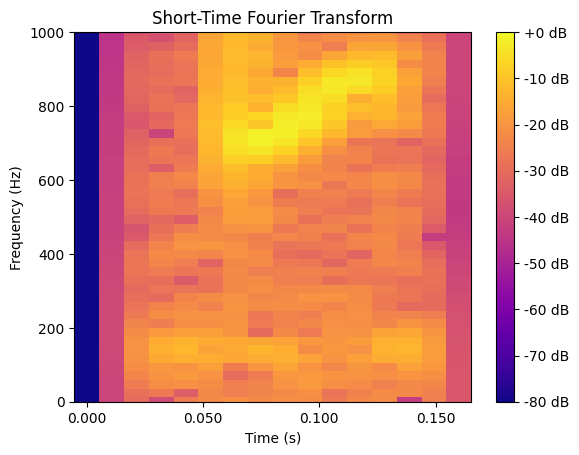 Short-Time Fourier Transform
1000
800
600
400
200
0
Frequency (Hz)
0.000
0.050
0.100
0.150
Time (s)
+0 dB
-10 dB
-20 dB
-30 dB
-40 dB
-50 dB
-60 dB
-70 dB
-80 dB